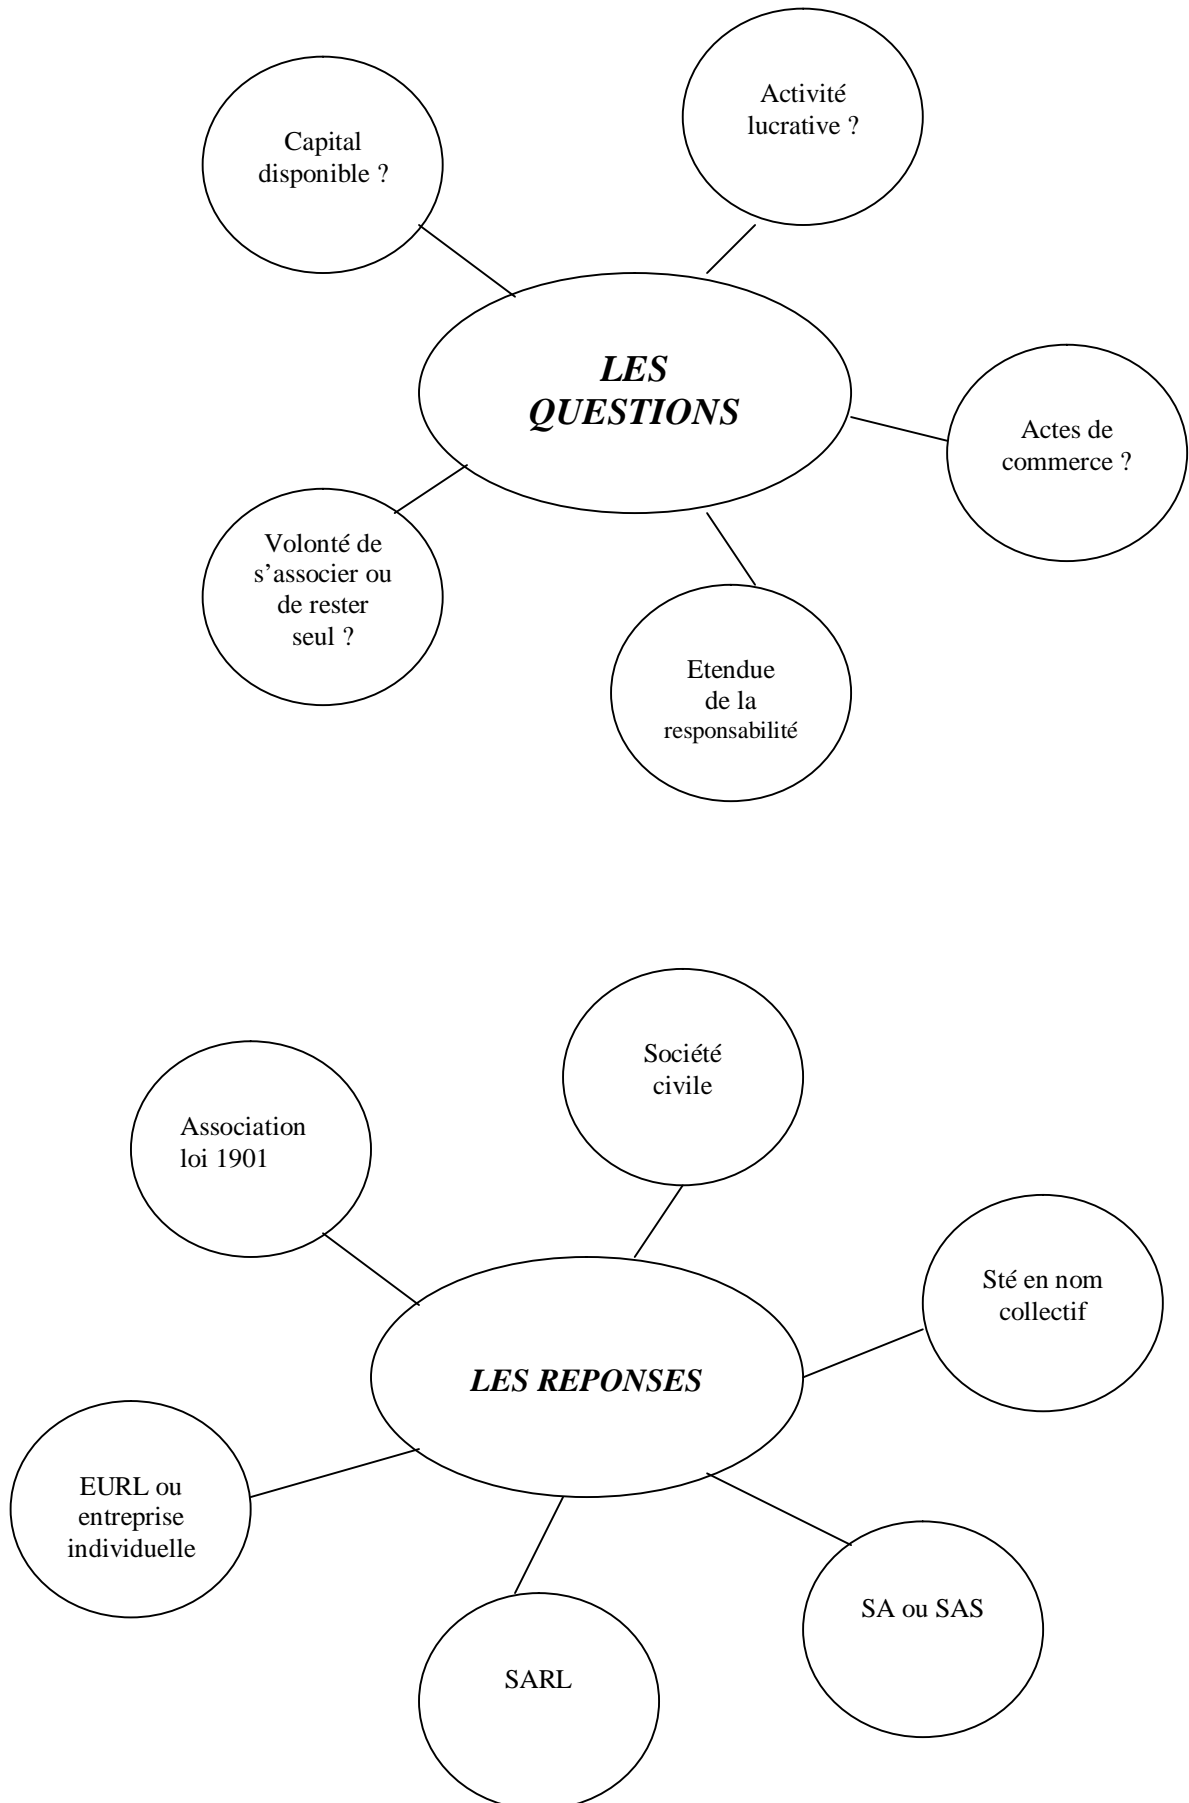 Activité
lucrative ?
Capital
disponible ?
LES
QUESTIONS
Actes de
commerce ?
Volonté de
s’associer ou
de rester
seul ?
Etendue
de la
responsabilité
Société
civile
Association
loi 1901
Sté en nom
collectif
LES REPONSES
EURL ou
entreprise
individuelle
SA ou SAS
SARL